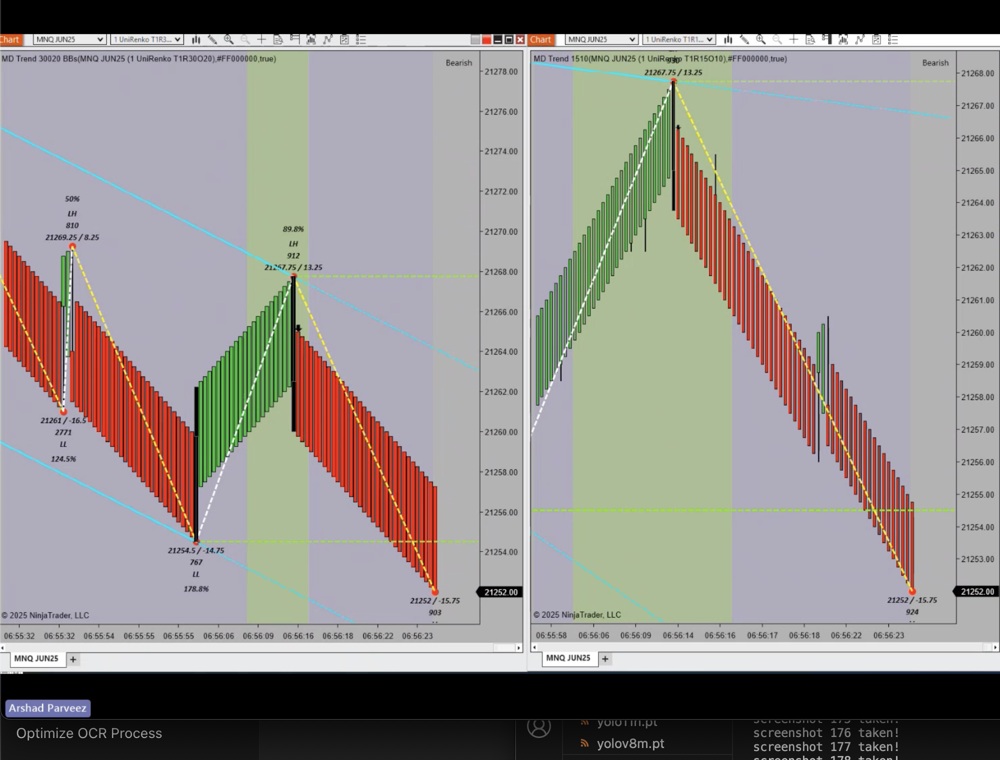 Chart MNQ JUN25 1 UniRenko T1R3...
MD Trend 30020 BBs(MNQ JUN25 (1 UniRenko T1R30O20),#FF000000,true)
Bearish
50%
LH
810
21269.25 / 8.25
89.8%
LH
912
21267.75 / 13.25
21261 / -16.5
2771
LL
124.5%
21254.5 / -14.75
767
LL
178.8%
21252 / -15.75
903
21278.00
21276.00
21274.00
21272.00
21270.00
21268.00
21266.00
21264.00
21262.00
21260.00
21258.00
21256.00
21254.00
21252.00
© 2025 NinjaTrader, LLC
06:55:32 06:55:32 06:55:54 06:55:55 06:55:55 06:56:06 06:56:09 06:56:16 06:56:18 06:56:22 06:56:23
MNQ JUN25 +
Chart MNQ JUN25 1 UniRenko T1R1...
MD Trend 1510(MNQ JUN25 (1 UniRenko T1R15O10),#FF000000,true)
Bearish
21267.75 / 13.25
21252 / -15.75
924
21268.00
21267.00
21266.00
21265.00
21264.00
21263.00
21262.00
21261.00
21260.00
21259.00
21258.00
21257.00
21256.00
21255.00
21254.00
21253.00
21252.00
© 2025 NinjaTrader, LLC
06:55:58 06:56:06 06:56:09 06:56:14 06:56:16 06:56:17 06:56:18 06:56:22 06:56:23
MNQ JUN25 +
Arshad Parveez
Optimize OCR Process
yolo11n.pt
yolov8m.pt
screenshot 175 taken!
screenshot 176 taken!
screenshot 177 taken!
screenshot 178 taken!